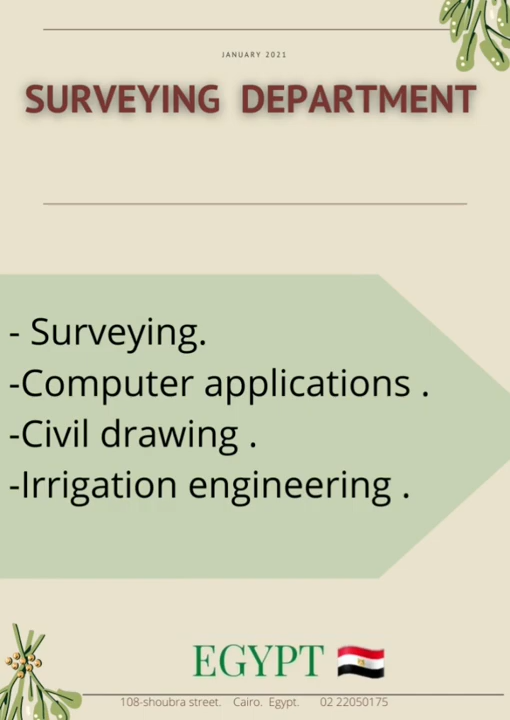 JANUARY 2021
SURVEYING DEPARTMENT
- Surveying.
-Computer applications .
-Civil drawing .
-Irrigation engineering .
EGYPT 🇪🇬
108-shoubra street. Cairo. Egypt. 02 22050175